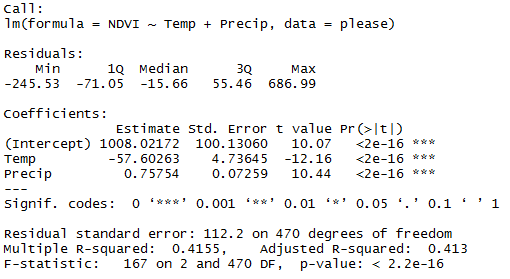 Call:
lm(formula = NDVI ~ Temp + Precip, data = please)
Residuals:
    Min      1Q  Median      3Q     Max
-245.53  -71.05  -15.66   55.46  686.99
Coefficients:
              Estimate Std. Error t value Pr(>|t|)
(Intercept) 1008.02172  100.13060   10.07   <2e-16 ***
Temp         -57.60263    4.73645  -12.16   <2e-16 ***
Precip         0.75754    0.07259   10.44   <2e-16 ***
---
Signif. codes:  0 ‘***’ 0.001 ‘**’ 0.01 ‘*’ 0.05 ‘.’ 0.1 ‘ ’ 1
Residual standard error: 112.2 on 470 degrees of freedom
Multiple R-squared:  0.4155,    Adjusted R-squared:  0.413
F-statistic:   167 on 2 and 470 DF,  p-value: < 2.2e-16